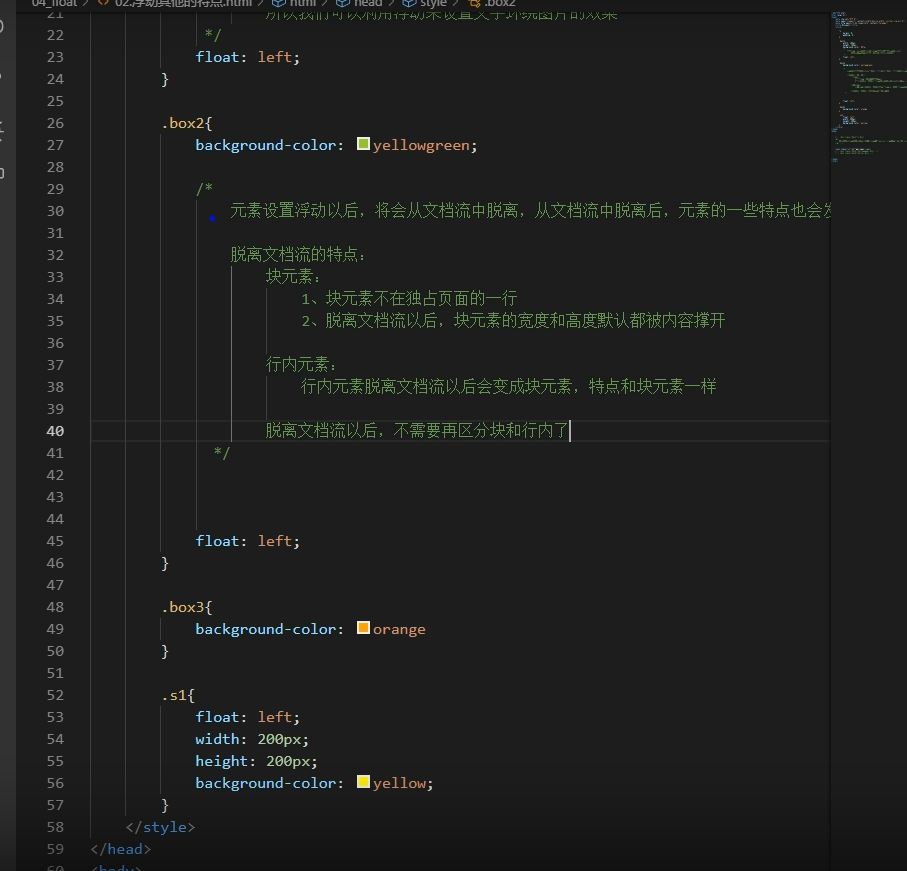 04_float > <> 02.浮动其他的特点.html > html > head > style > .box2
21 所以我们可以利用浮动来设置文字环绕图片的效果
22 */
23 float: left;
24 }
25
26 .box2{
27 background-color: yellowgreen;
28
29 /*
30 元素设置浮动以后，将会从文档流中脱离，从文档流中脱离后，元素的一些特点也会发
31
32 脱离文档流的特点：
33 块元素：
34 1、块元素不在独占页面的一行
35 2、脱离文档流以后，块元素的宽度和高度默认都被内容撑开
36
37 行内元素：
38 行内元素脱离文档流以后会变成块元素，特点和块元素一样
39
40 脱离文档流以后，不需要再区分块和行内了
41 */
42
43
44
45 float: left;
46 }
47
48 .box3{
49 background-color: orange
50 }
51
52 .s1{
53 float: left;
54 width: 200px;
55 height: 200px;
56 background-color: yellow;
57 }
58 </style>
59 </head>
60 <body>